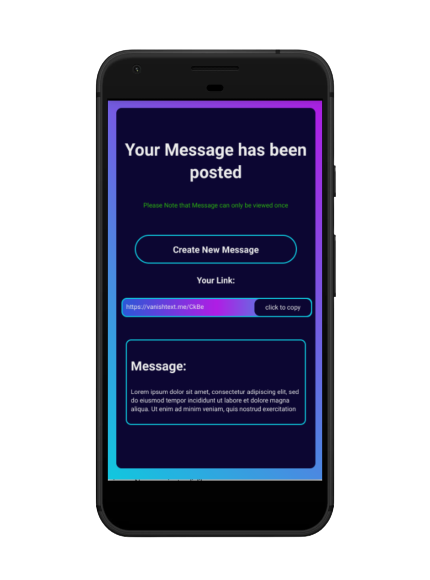 Your Message has been
posted
Please Note that Message can only be viewed once
Create New Message
Your Link:
https://vanishtext.me/CkBe
click to copy
Message:
Lorem ipsum dolor sit amet, consectetur adipiscing elit, sed
do eiusmod tempor incididunt ut labore et dolore magna
aliqua. Ut enim ad minim veniam, quis nostrud exercitation